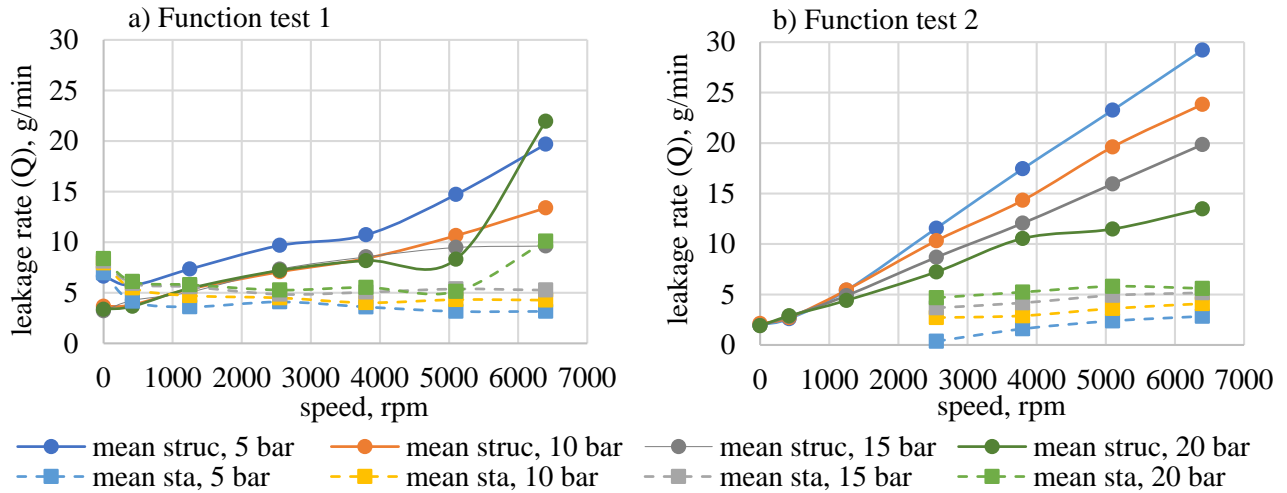 a) Function test 1
30
25
20
15
10
5
0
leakage rate (Q), g/min
0 1000 2000 3000 4000 5000 6000 7000
speed, rpm
b) Function test 2
30
25
20
15
10
5
0
leakage rate (Q), g/min
0 1000 2000 3000 4000 5000 6000 7000
speed, rpm
mean struc, 5 bar mean struc, 10 bar mean struc, 15 bar mean struc, 20 bar
mean sta, 5 bar mean sta, 10 bar mean sta, 15 bar mean sta, 20 bar